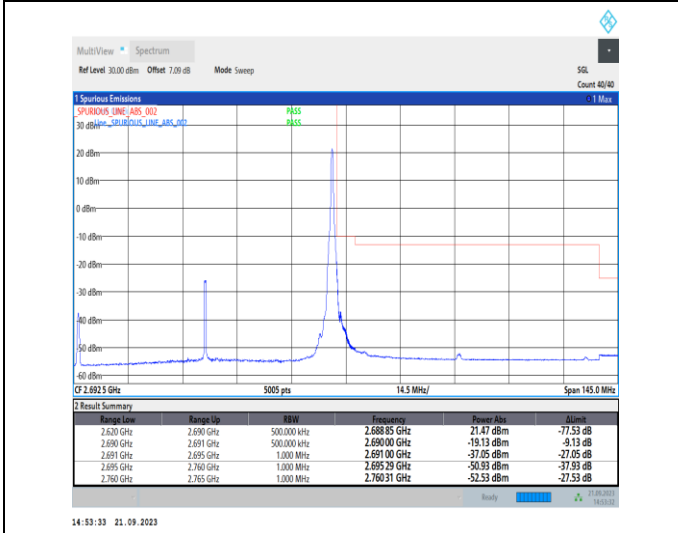 MultiView Spectrum
Ref Level 30.00 dBm Offset 7.09 dB Mode Sweep SGL
Count 40/40
1 Spurious Emissions 1 Max
_SPURIOUS_LINE_ABS_002 PASS
Line _SPURIOUS_LINE_ABS_002 PASS
30 dBm
20 dBm
10 dBm
0 dBm
-10 dBm
-20 dBm
-30 dBm
-40 dBm
-50 dBm
-60 dBm
CF 2.692 5 GHz 5005 pts 14.5 MHz/ Span 145.0 MHz
2 Result Summary
Range Low Range Up RBW Frequency Power Abs ΔLimit
2.620 GHz 2.690 GHz 500.000 kHz 2.688 85 GHz 21.47 dBm -77.53 dB
2.690 GHz 2.691 GHz 500.000 kHz 2.690 00 GHz -19.13 dBm -9.13 dB
2.691 GHz 2.695 GHz 1.000 MHz 2.691 00 GHz -37.05 dBm -27.05 dB
2.695 GHz 2.760 GHz 1.000 MHz 2.695 29 GHz -50.93 dBm -37.93 dB
2.760 GHz 2.765 GHz 1.000 MHz 2.760 31 GHz -52.53 dBm -27.53 dB
Ready 21.09.2023
14:53:32
14:53:33 21.09.2023